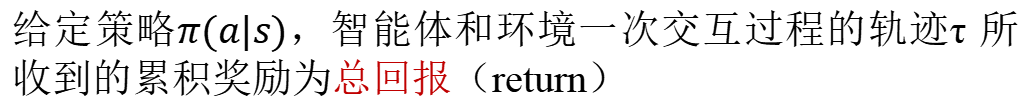 给定策略π(a|s)，智能体和环境一次交互过程的轨迹τ 所
收到的累积奖励为总回报（return）